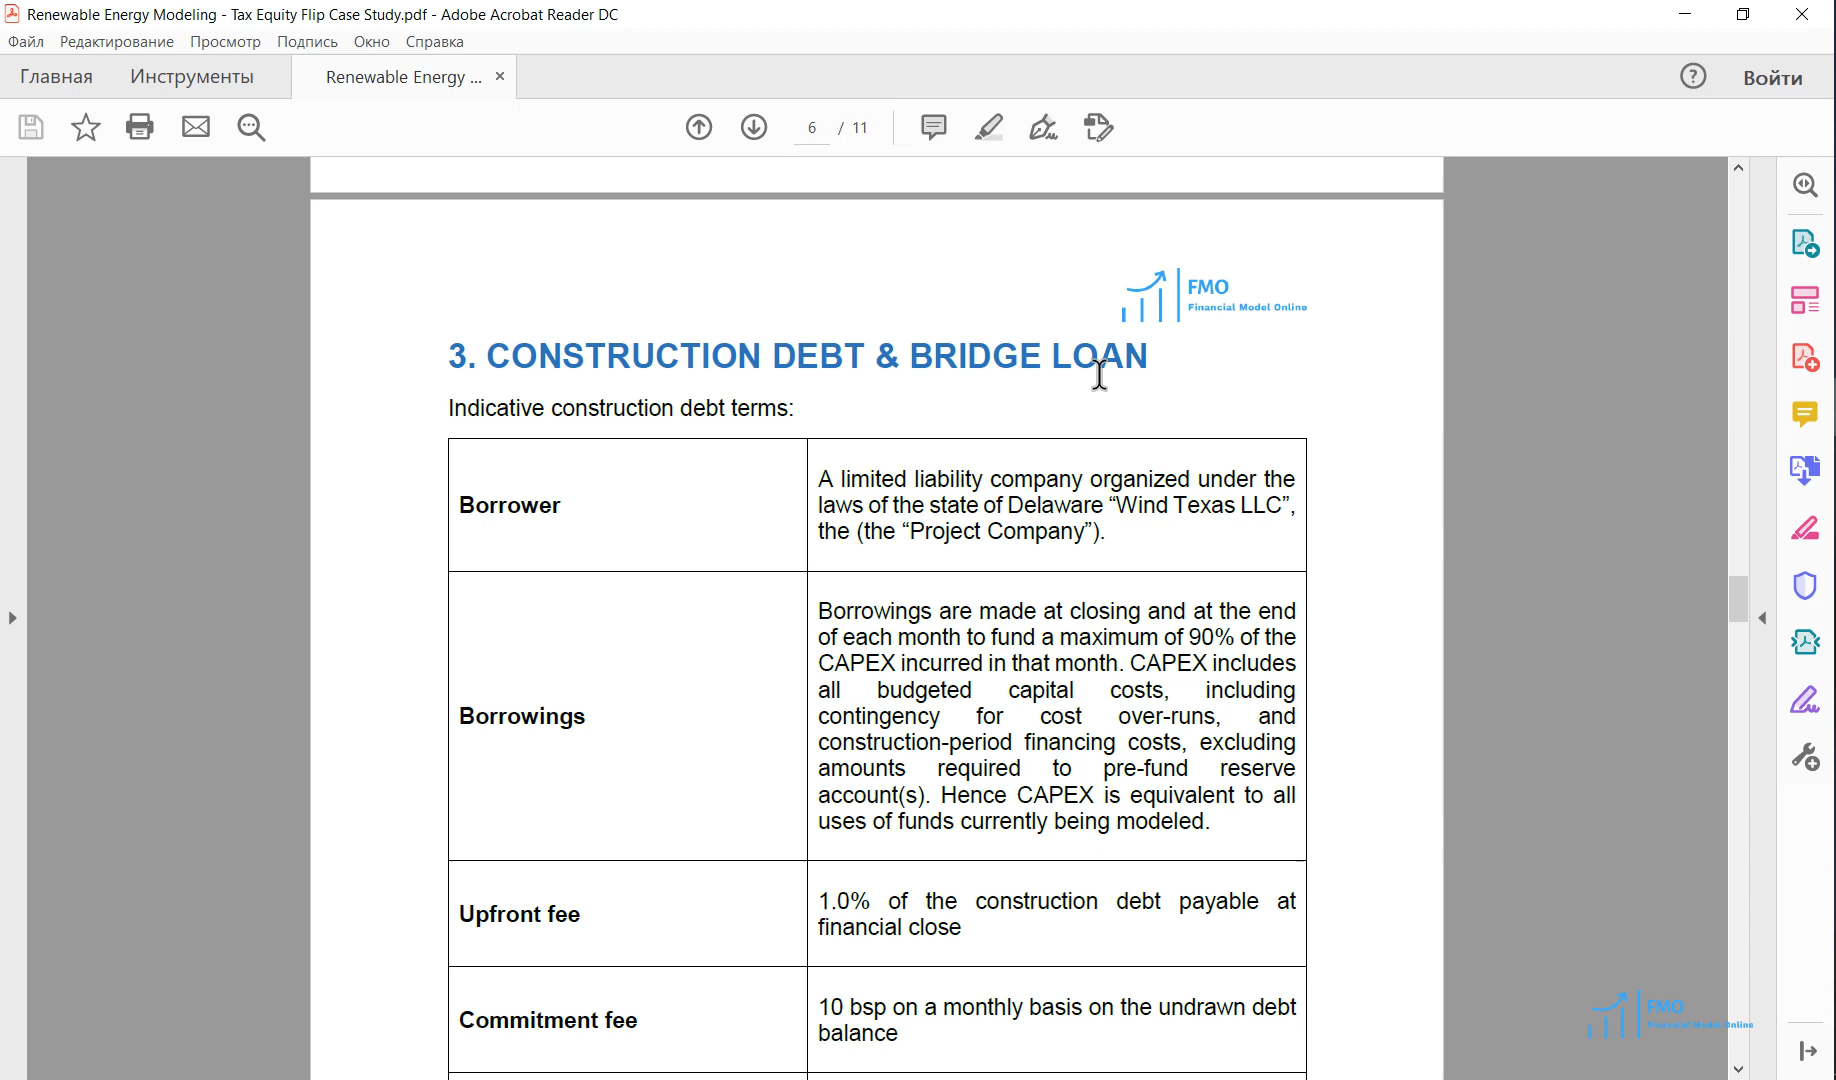 Renewable Energy Modeling - Tax Equity Flip Case Study.pdf - Adobe Acrobat Reader DC
Файл Редактирование Просмотр Подпись Окно Справка
Главная Инструменты Renewable Energy ... Войти
6 / 11
FMO
Financial Model Online
3. CONSTRUCTION DEBT & BRIDGE LOAN
Indicative construction debt terms:
Borrower
A limited liability company organized under the
laws of the state of Delaware “Wind Texas LLC”,
the (the “Project Company”).
Borrowings
Borrowings are made at closing and at the end
of each month to fund a maximum of 90% of the
CAPEX incurred in that month. CAPEX includes
all budgeted capital costs, including
contingency for cost over-runs, and
construction-period financing costs, excluding
amounts required to pre-fund reserve
account(s). Hence CAPEX is equivalent to all
uses of funds currently being modeled.
Upfront fee
1.0% of the construction debt payable at
financial close
Commitment fee
10 bsp on a monthly basis on the undrawn debt
balance
FMO
Financial Model Online